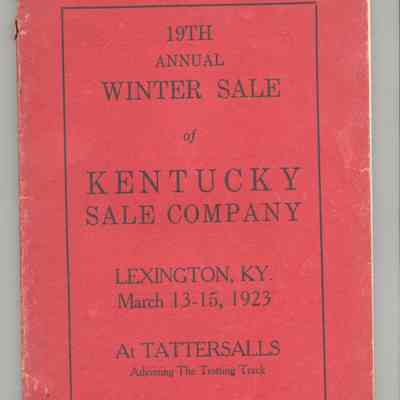 19TH
ANNUAL
WINTER SALE
of
KENTUCKY
SALE COMPANY
LEXINGTON, KY.
March 13-15, 1923
At TATTERSALLS
Adjoining The Trotting Track